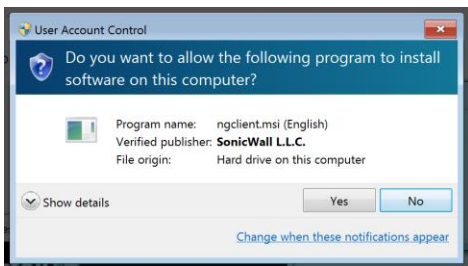 User Account Control
Do you want to allow the following program to install
software on this computer?
Program name: ngclient.msi (English)
Verified publisher: SonicWall L.L.C.
File origin: Hard drive on this computer
Show details
Yes
No
Change when these notifications appear